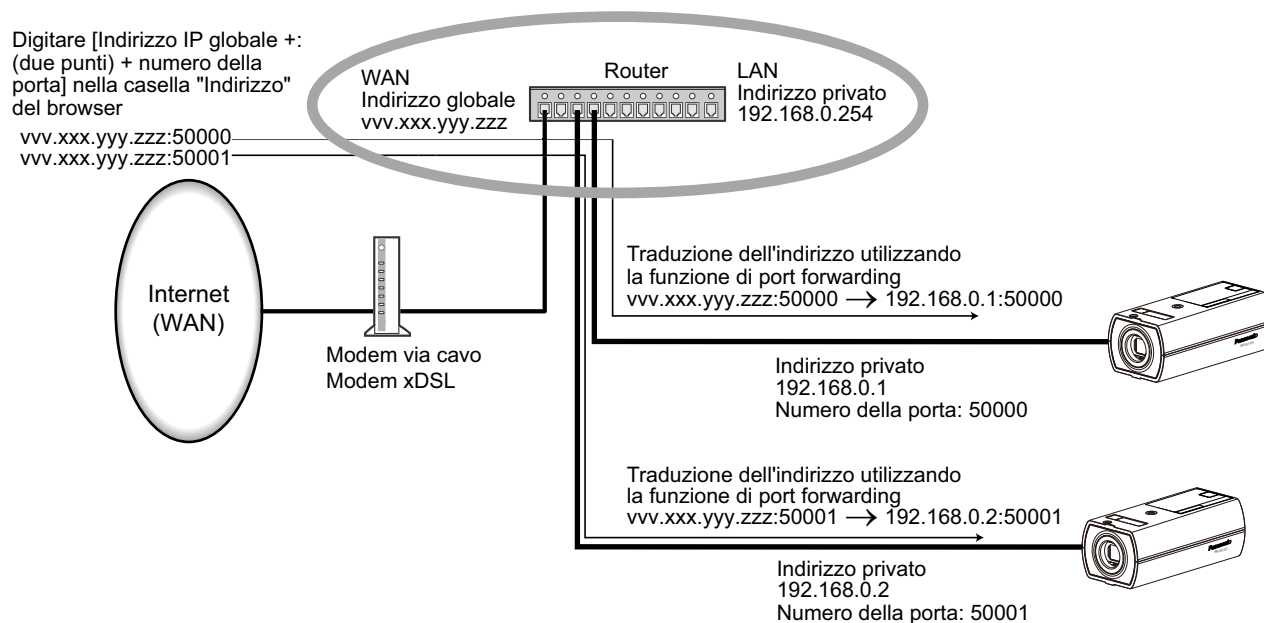 Digitare [Indirizzo IP globale +:
(due punti) + numero della
porta] nella casella "Indirizzo"
del browser
vvv.xxx.yyy.zzz:50000
vvv.xxx.yyy.zzz:50001
WAN
Indirizzo globale
vvv.xxx.yyy.zzz
Router
LAN
Indirizzo privato
192.168.0.254
Internet
(WAN)
Modem via cavo
Modem xDSL
Traduzione dell'indirizzo utilizzando
la funzione di port forwarding
vvv.xxx.yyy.zzz:50000 → 192.168.0.1:50000
Panasonic
Indirizzo privato
192.168.0.1
Numero della porta: 50000
Traduzione dell'indirizzo utilizzando
la funzione di port forwarding
vvv.xxx.yyy.zzz:50001 → 192.168.0.2:50001
Panasonic
Indirizzo privato
192.168.0.2
Numero della porta: 50001